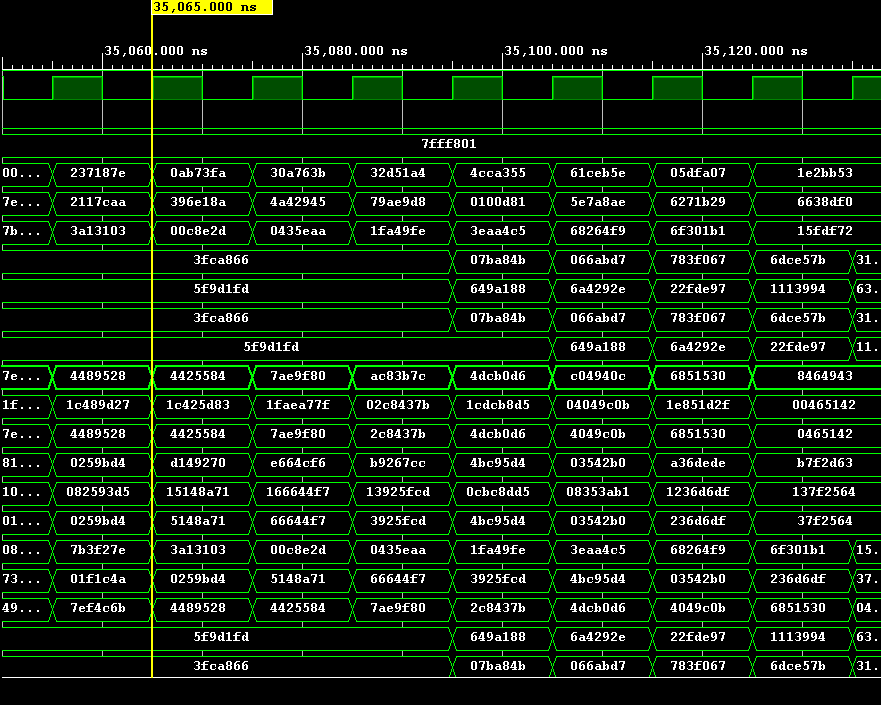 35,065.000 ns
35,060.000 ns 35,080.000 ns 35,100.000 ns 35,120.000 ns
7fff801
00... 237187e 0ab73fa 30a763b 32d51a4 4cca355 61ceb5e 05dfa07 1e2bb53
7e... 2117caa 396e18a 4a42945 79ae9d8 0100d81 5e7a8ae 6271b29 6638df0
7b... 3a13103 00c8e2d 0435eaa 1fa49fe 3eaa4c5 68264f9 6f301b1 15fdf72
3fca866 07ba84b 066abd7 783f067 6dce57b 31.
5f9d1fd 649a188 6a4292e 22fde97 1113994 63.
3fca866 07ba84b 066abd7 783f067 6dce57b 31.
5f9d1fd 649a188 6a4292e 22fde97 11.
7e... 4489528 4425584 7ae9f80 ac83b7c 4dcb0d6 c04940c 6851530 8464943
1f... 1c489d27 1c425d83 1faea77f 02c8437b 1cdcb8d5 04049c0b 1e851d2f 00465142
7e... 4489528 4425584 7ae9f80 2c8437b 4dcb0d6 4049c0b 6851530 0465142
81... 0259bd4 d149270 e664cf6 b9267cc 4bc95d4 03542b0 a36dede b7f2d63
10... 082593d5 15148a71 166644f7 13925fcd 0cbc8dd5 08353ab1 1236d6df 137f2564
01... 0259bd4 5148a71 66644f7 3925fcd 4bc95d4 03542b0 236d6df 37f2564
08... 7b3f27e 3a13103 00c8e2d 0435eaa 1fa49fe 3eaa4c5 68264f9 6f301b1 15.
73... 01f1c4a 0259bd4 5148a71 66644f7 3925fcd 4bc95d4 03542b0 236d6df 37.
49... 7ef4c6b 4489528 4425584 7ae9f80 2c8437b 4dcb0d6 4049c0b 6851530 04.
5f9d1fd 649a188 6a4292e 22fde97 1113994 63.
3fca866 07ba84b 066abd7 783f067 6dce57b 31.